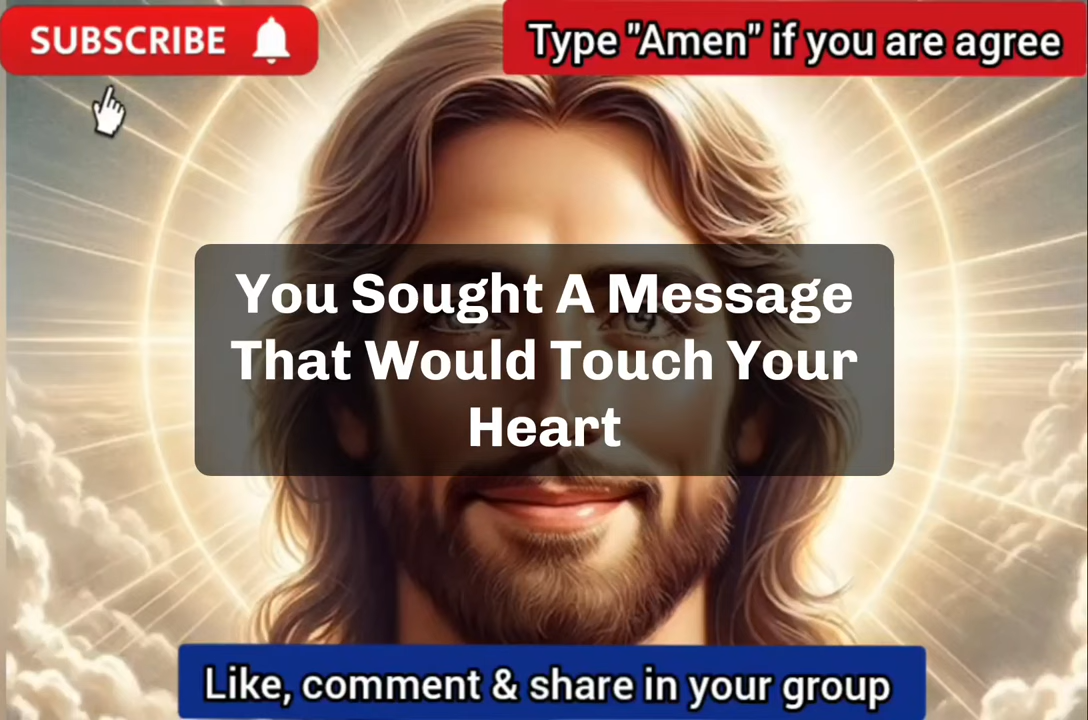 SUBSCRIBE
Type "Amen" if you are agree
You Sought A Message
That Would Touch Your
Heart
Like, comment & share in your group